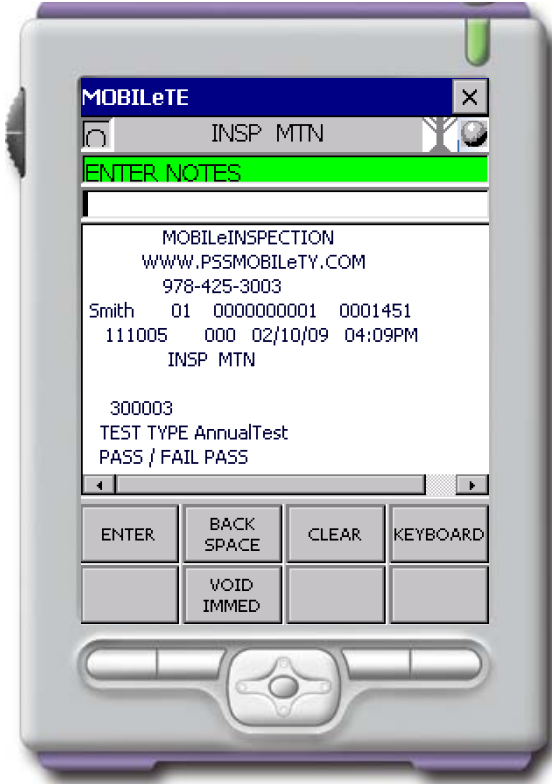 MOBILeTE
INSP MTN
ENTER NOTES
MOBILeINSPECTION
WWW.PSSMOBILeTY.COM
978-425-3003
Smith 01 0000000001 0001451
111005 000 02/10/09 04:09PM
INSP MTN
300003
TEST TYPE AnnualTest
PASS / FAIL PASS
ENTER
BACK
SPACE
CLEAR
KEYBOARD
VOID
IMMED